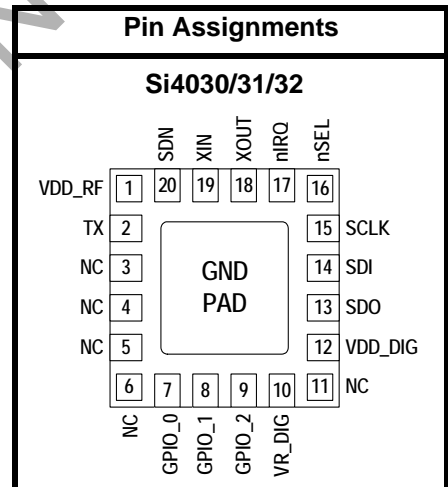 Pin Assignments
Si4030/31/32
SDN
XIN
XOUT
nIRQ
nSEL
VDD_RF 1 20 19 18 17 16
TX 2 15 SCLK
NC 3 GND 14 SDI
NC 4 PAD 13 SDO
NC 5 12 VDD_DIG
6 7 8 9 10 11 NC
NC
GPIO_0
GPIO_1
GPIO_2
VR_DIG